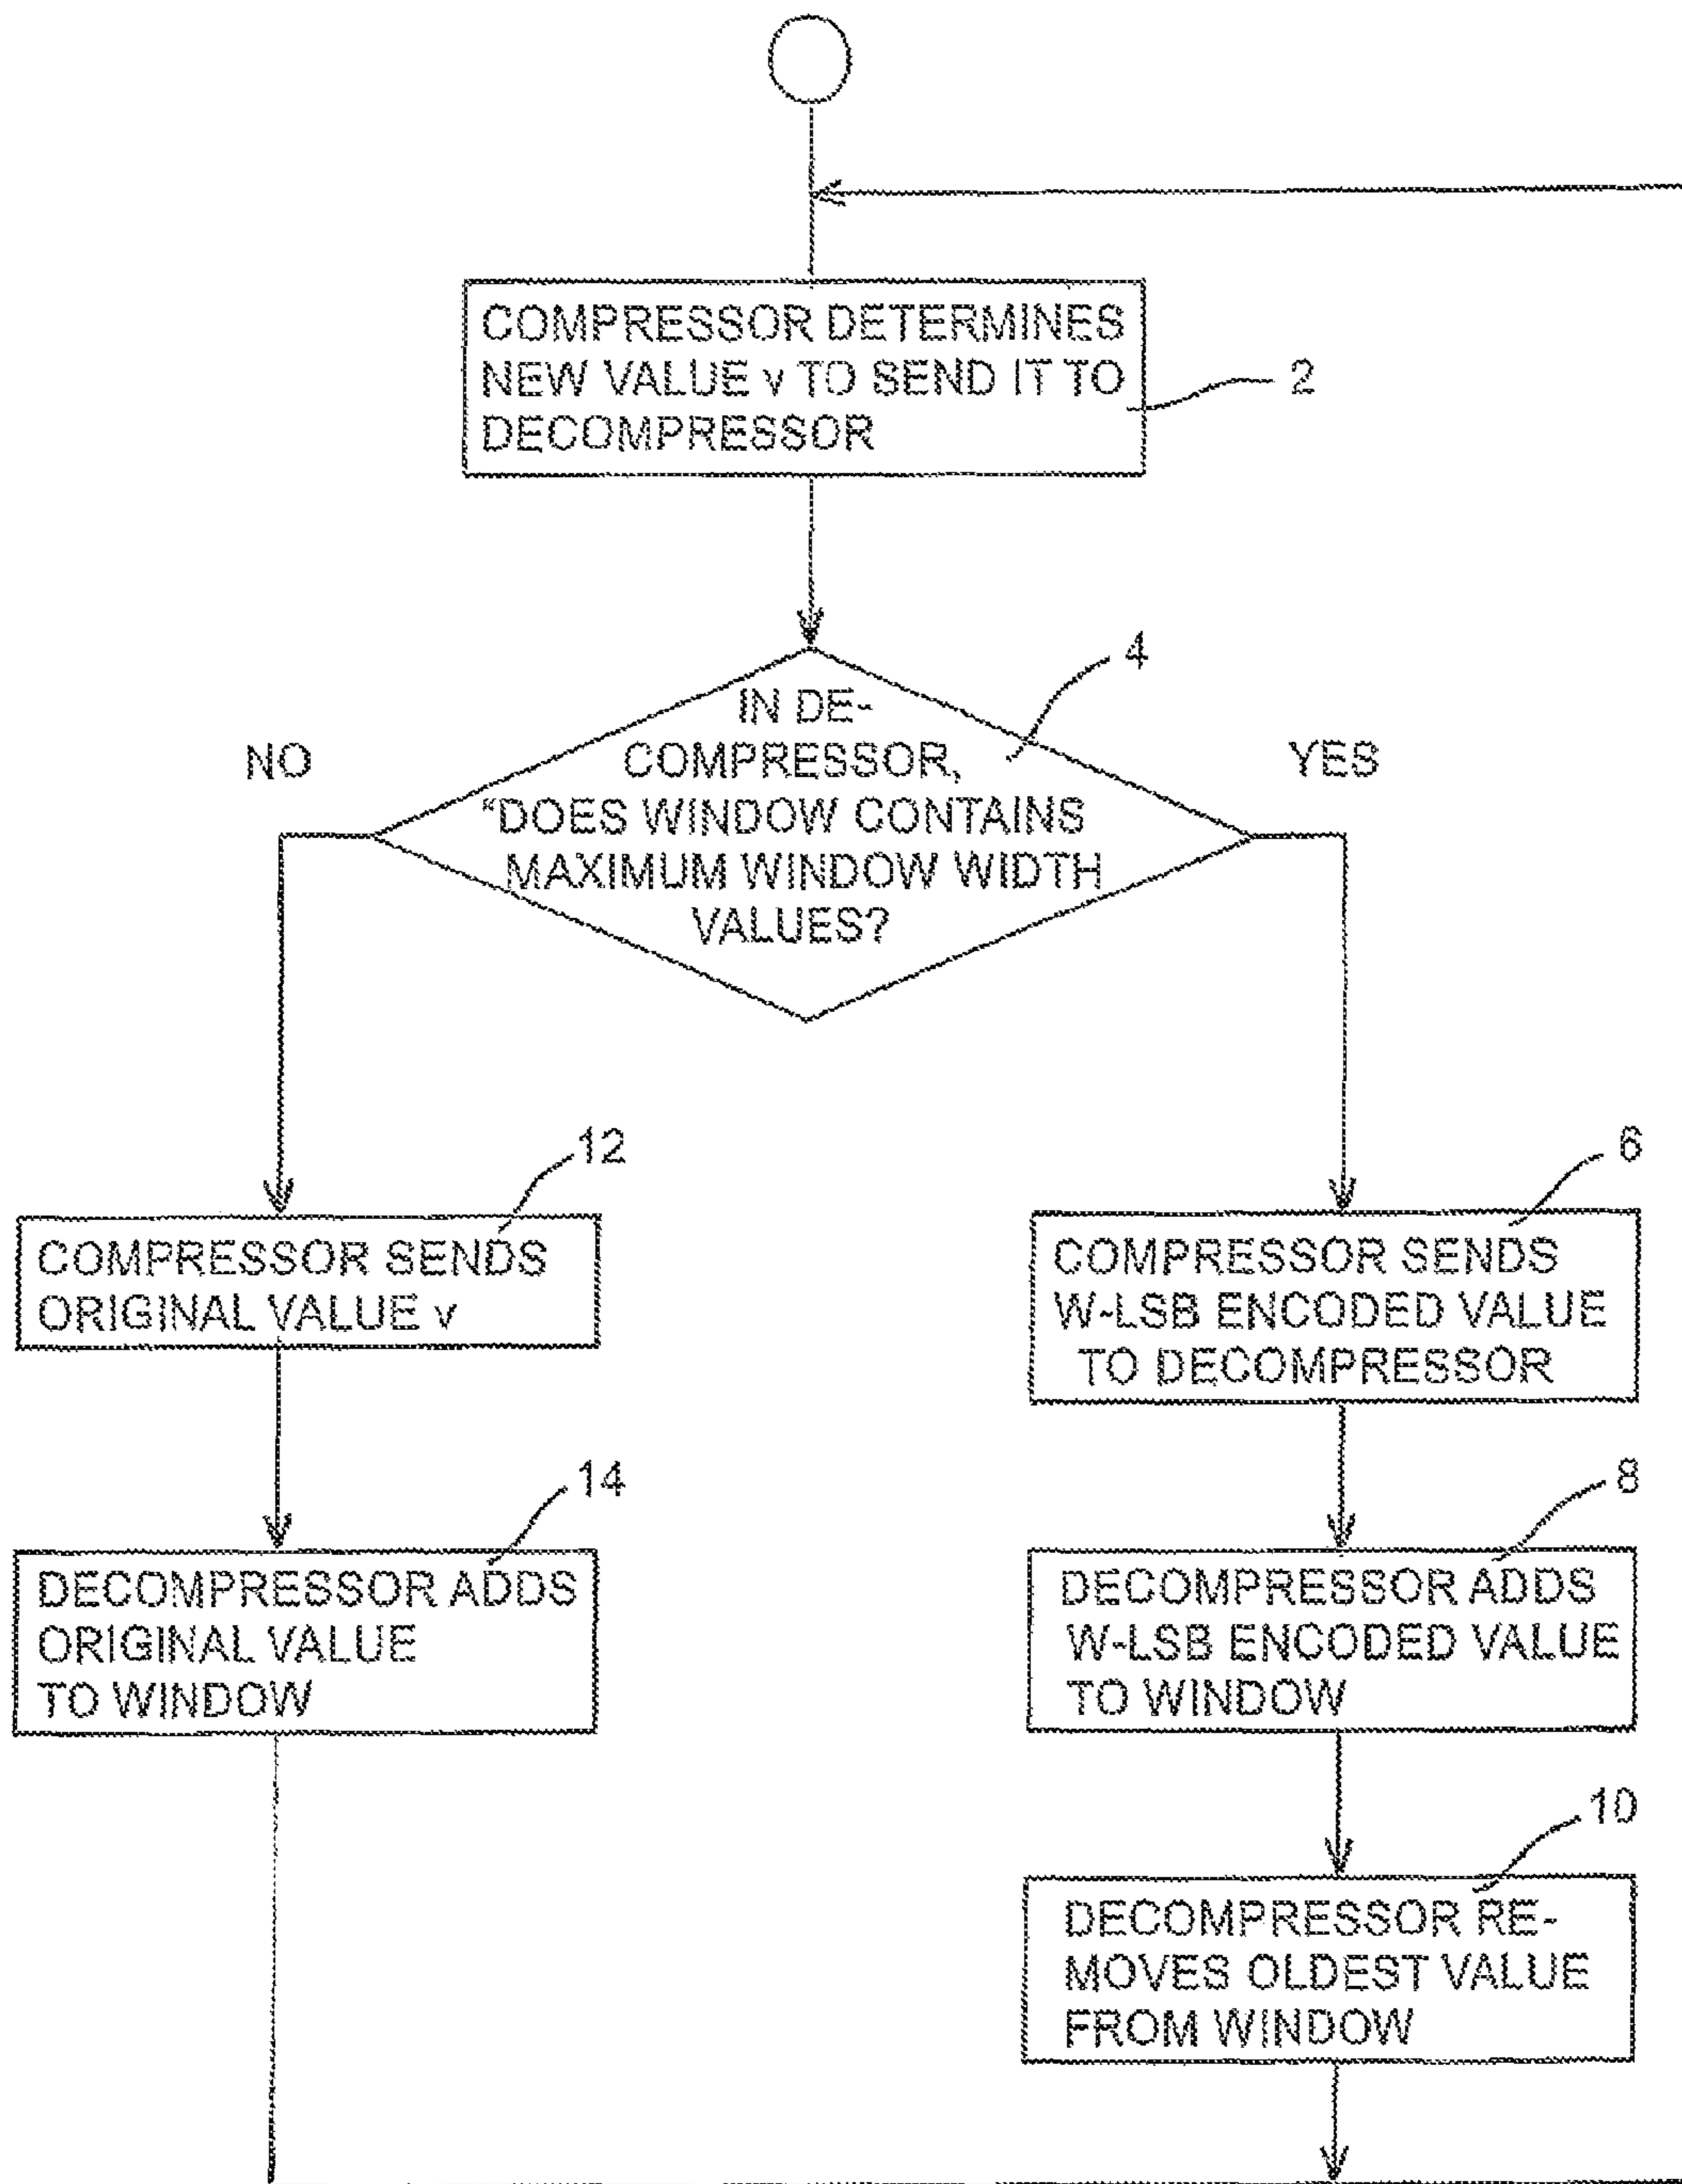 COMPRESSOR DETERMINES
NEW VALUE v TO SEND IT TO
DECOMPRESSOR
2
4
IN DE-
COMPRESSOR,
"DOES WINDOW CONTAINS
MAXIMUM WINDOW WIDTH
VALUES?
NO
YES
12
COMPRESSOR SENDS
ORIGINAL VALUE v
14
DECOMPRESSOR ADDS
ORIGINAL VALUE
TO WINDOW
6
COMPRESSOR SENDS
W-LSB ENCODED VALUE
TO DECOMPRESSOR
8
DECOMPRESSOR ADDS
W-LSB ENCODED VALUE
TO WINDOW
10
DECOMPRESSOR RE-
MOVES OLDEST VALUE
FROM WINDOW